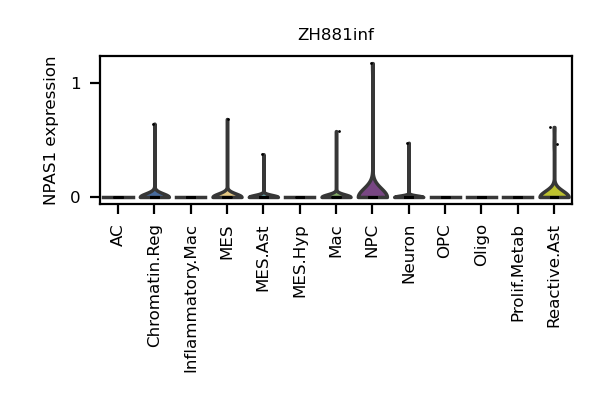 ZH881inf
NPAS1 expression
1
0
AC
Chromatin.Reg
Inflammatory.Mac
MES
MES.Ast
MES.Hyp
Mac
NPC
Neuron
OPC
Oligo
Prolif.Metab
Reactive.Ast